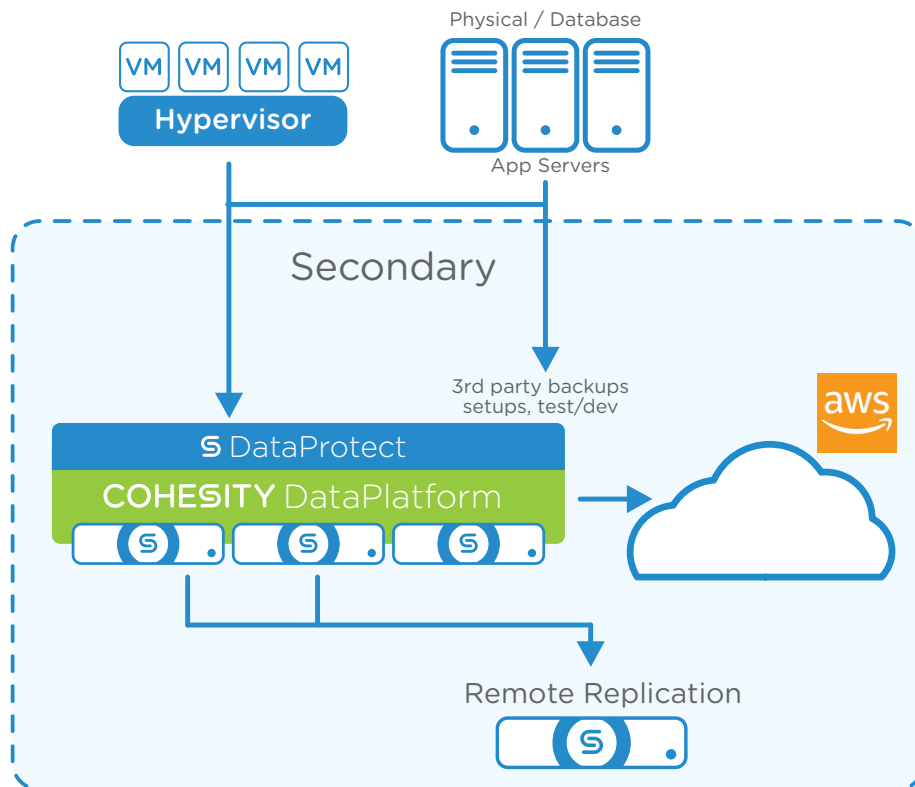 Physical / Database
VM VM VM VM
Hypervisor
App Servers
Secondary
3rd party backups
setups, test/dev
aws
S DataProtect
COHESITY DataPlatform
S S S
Remote Replication
S